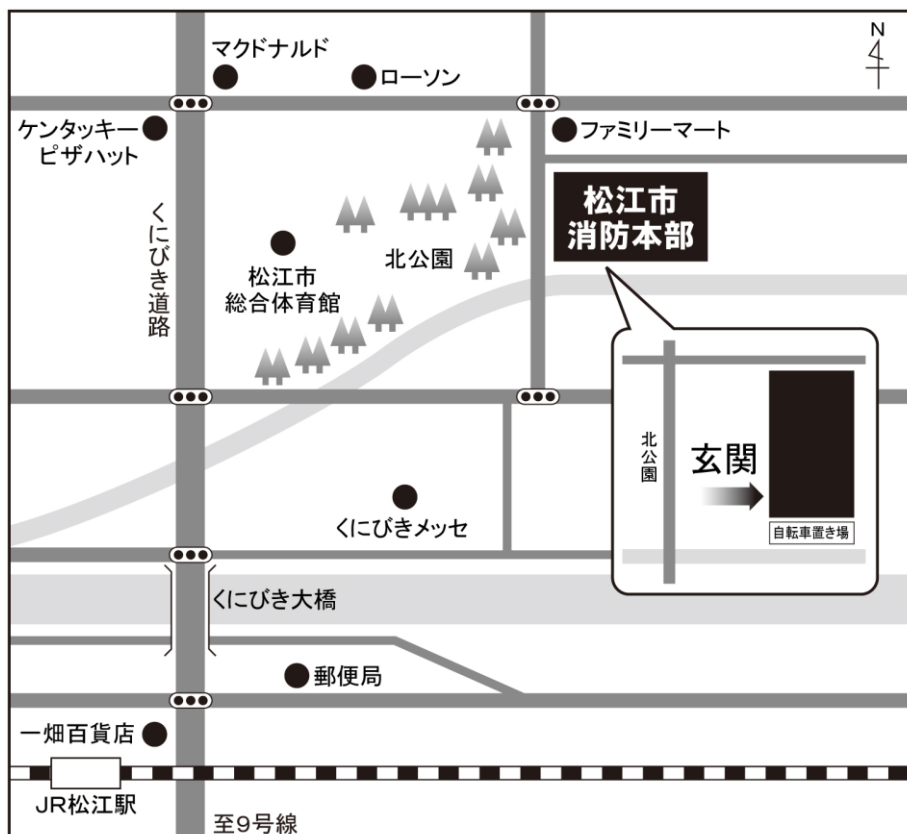 マクドナルド
ローソン
N
ケンタッキー
ピザハット
ファミリーマート
くにびき道路
松江市
消防本部
松江市
総合体育館
北公園
北公園
玄関
自転車置き場
くにびきメッセ
くにびき大橋
郵便局
一畑百貨店
JR松江駅
至9号線